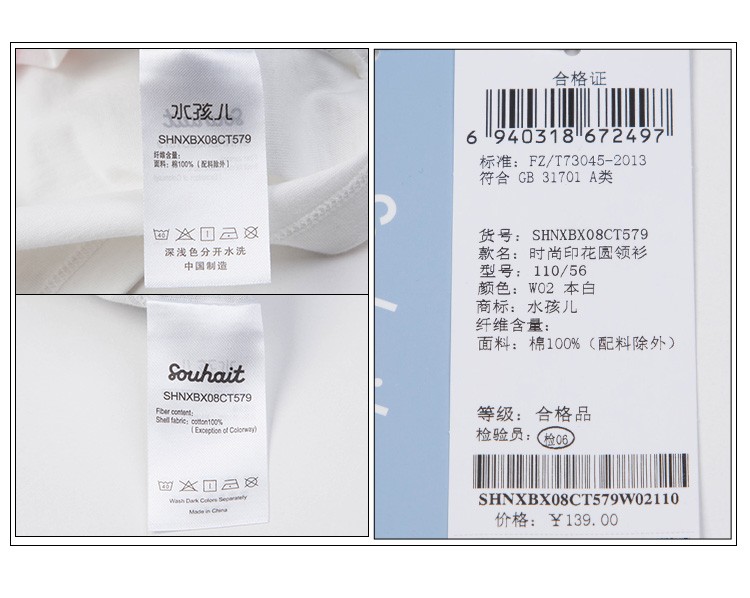 水孩儿
SHNXBX08CT579
纤维含量：
面料：棉100%（配料除外）
40
深浅色分开水洗
中国制造
Souhait
SHNXBX08CT579
Fiber content:
Shell fabric: cotton100%
( Exception of Colorway)
40
Wash Dark Colors Separately
Made in China
合格证
6 940318 672497
标准：FZ/T73045-2013
符合 GB 31701 A类
货号：SHNXBX08CT579
款名：时尚印花圆领衫
型号：110/56
颜色：W02 本白
商标：水孩儿
纤维含量：
面料：棉100%（配料除外）
等级：合格品
检验员：检06
SHNXBX08CT579W02110
价格：￥139.00